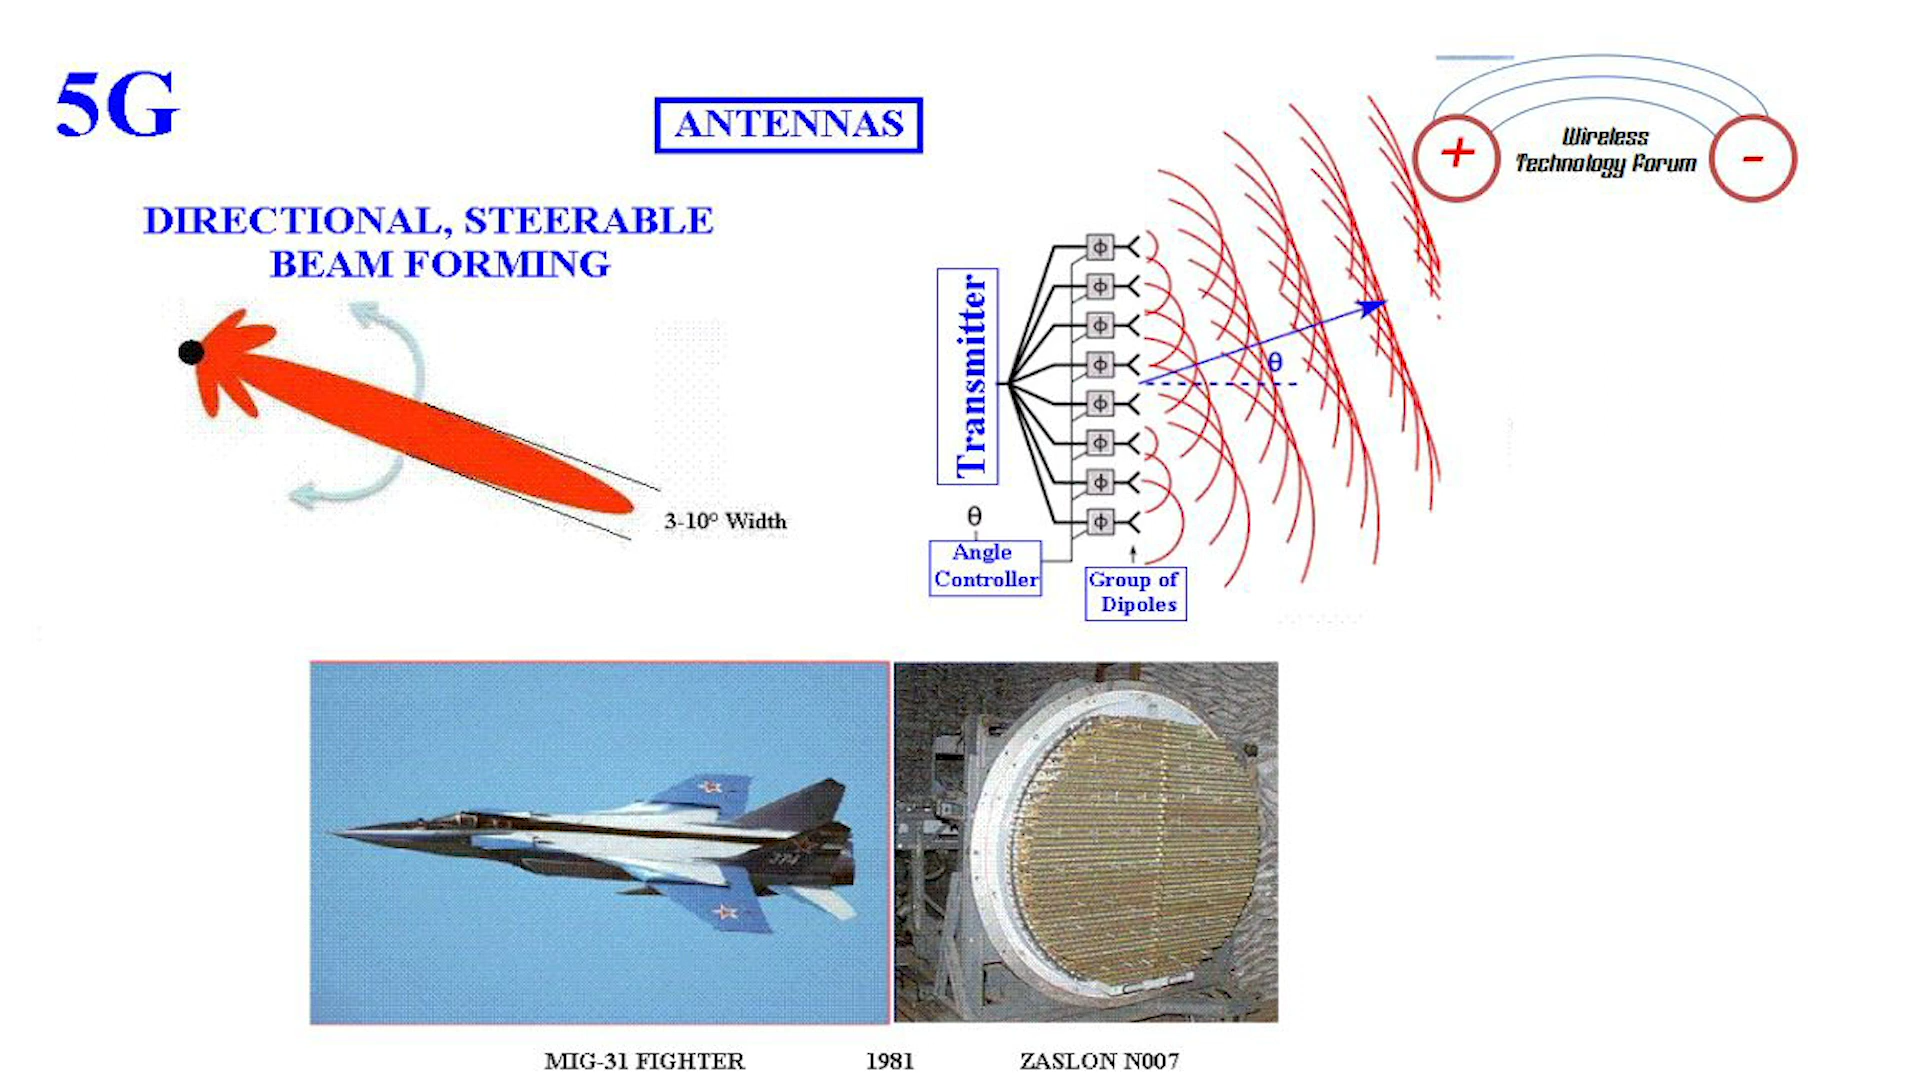 5G
ANTENNAS
+
Wireless
Technology Forum
-
DIRECTIONAL, STEERABLE
BEAM FORMING
3-10° Width
Transmitter
ϕ
ϕ
ϕ
ϕ
ϕ
ϕ
ϕ
ϕ
θ
θ
Angle
Controller
Group of
Dipoles
MIG-31 FIGHTER
1981
ZASLON N007